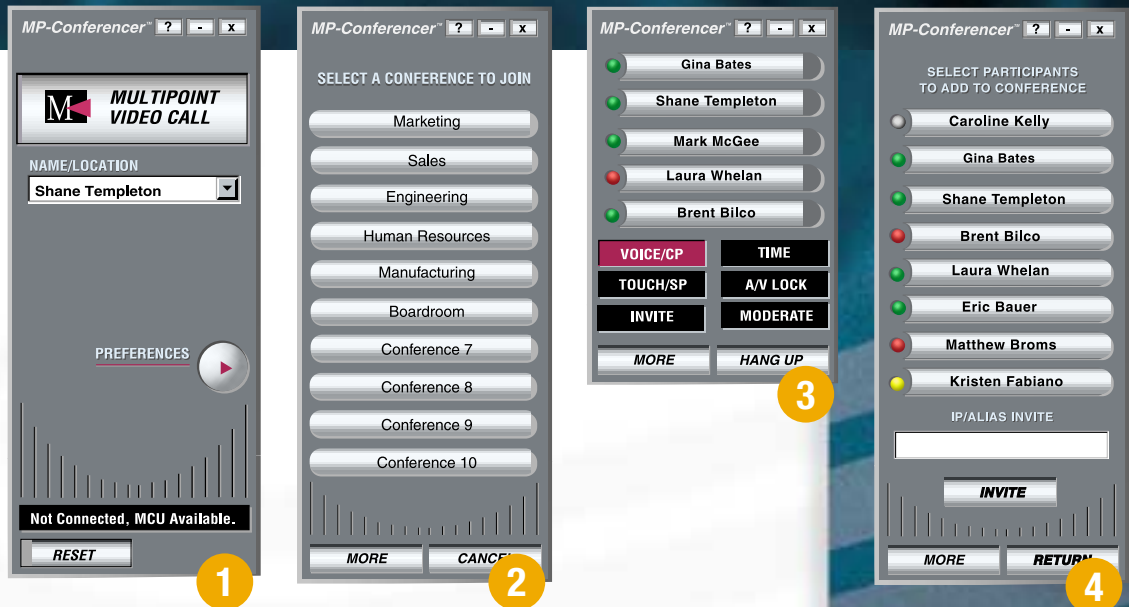 MP-Conferencer™ ? - x
M
MULTIPOINT
VIDEO CALL
NAME/LOCATION
Shane Templeton
PREFERENCES
Not Connected, MCU Available.
RESET
1
MP-Conferencer™ ? - x
SELECT A CONFERENCE TO JOIN
Marketing
Sales
Engineering
Human Resources
Manufacturing
Boardroom
Conference 7
Conference 8
Conference 9
Conference 10
MORE CANCEL
2
MP-Conferencer™ ? - x
Gina Bates
Shane Templeton
Mark McGee
Laura Whelan
Brent Bilco
VOICE/CP TIME
TOUCH/SP A/V LOCK
INVITE MODERATE
MORE HANG UP
3
MP-Conferencer™ ? - x
SELECT PARTICIPANTS
TO ADD TO CONFERENCE
Caroline Kelly
Gina Bates
Shane Templeton
Brent Bilco
Laura Whelan
Eric Bauer
Matthew Broms
Kristen Fabiano
IP/ALIAS INVITE
INVITE
MORE RETURN
4